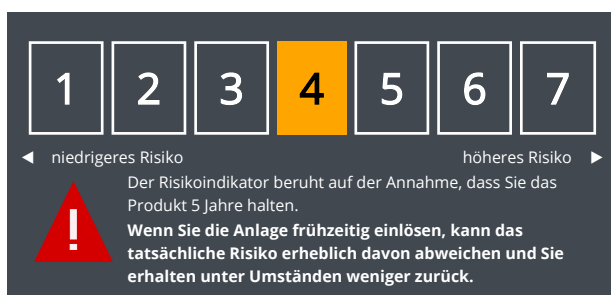 1 2 3 4 5 6 7
niedrigeres Risiko höheres Risiko
Der Risikoindikator beruht auf der Annahme, dass Sie das
Produkt 5 Jahre halten.
Wenn Sie die Anlage frühzeitig einlösen, kann das
tatsächliche Risiko erheblich davon abweichen und Sie
erhalten unter Umständen weniger zurück.